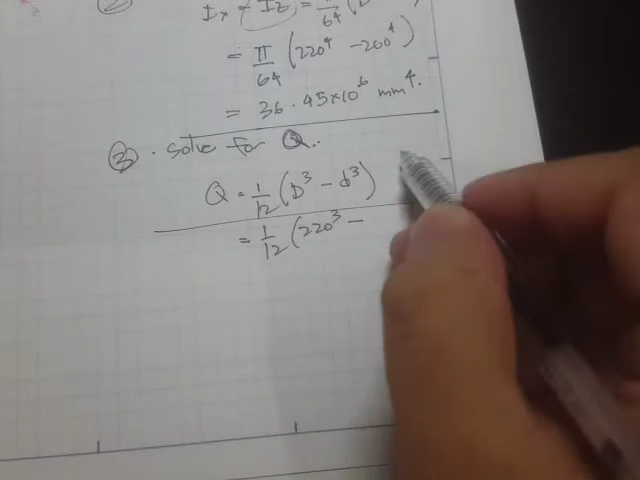 ②
Ix = Iz = π/64 (D
= π/64 (220⁴ - 200⁴)
= 36.45×10⁶ mm⁴.
③ . solve for Q..
Q = 1/12 (D³ - d³)
= 1/12 (220³ -